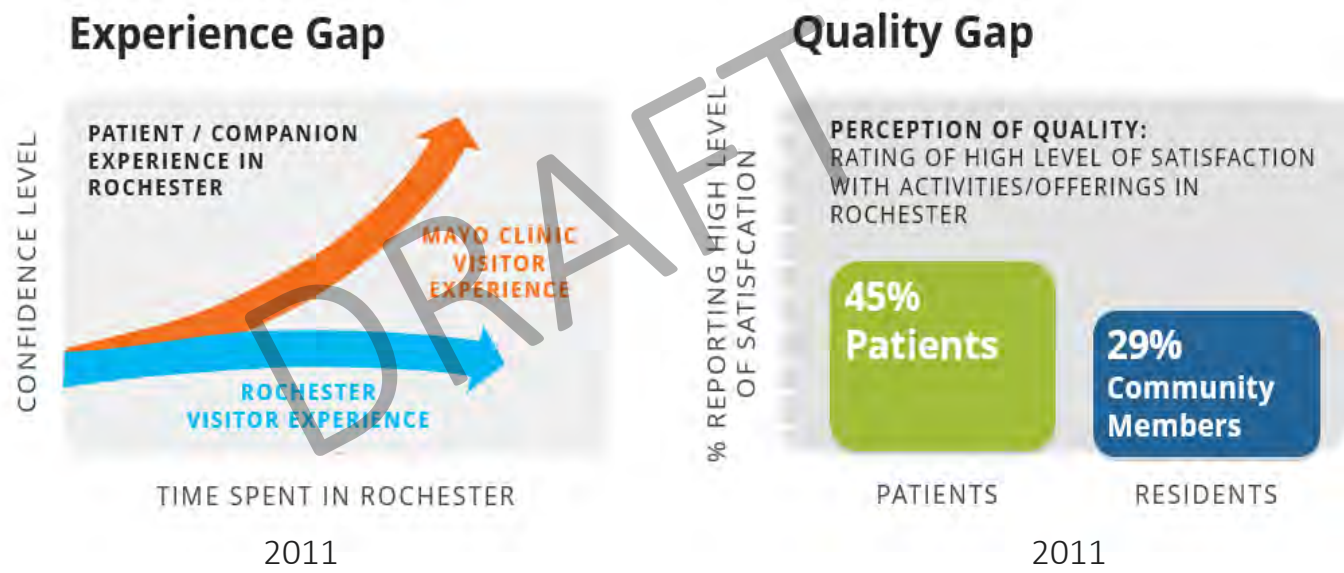 Experience Gap
CONFIDENCE LEVEL
PATIENT / COMPANION
EXPERIENCE IN
ROCHESTER
MAYO CLINIC
VISITOR
EXPERIENCE
ROCHESTER
VISITOR EXPERIENCE
TIME SPENT IN ROCHESTER
2011
Quality Gap
% REPORTING HIGH LEVEL
OF SATISFCATION
PERCEPTION OF QUALITY:
RATING OF HIGH LEVEL OF SATISFACTION
WITH ACTIVITIES/OFFERINGS IN
ROCHESTER
45%
Patients
29%
Community
Members
PATIENTS
RESIDENTS
2011
DRAFT